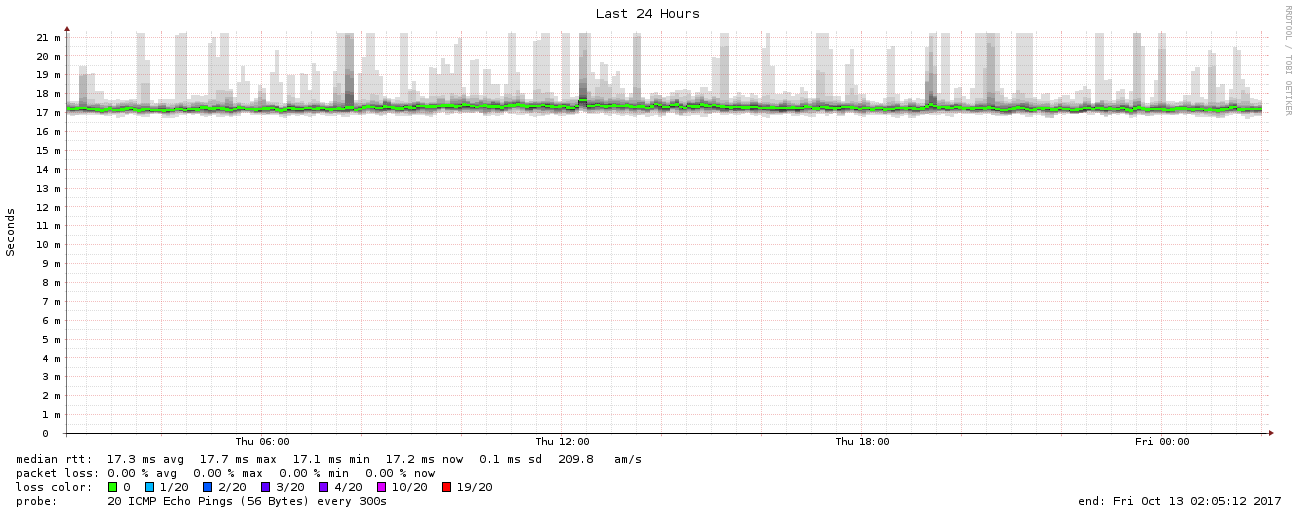 Last 24 Hours
RRDTOOL / TOBI OETIKER
Seconds
21 m
20 m
19 m
18 m
17 m
16 m
15 m
14 m
13 m
12 m
11 m
10 m
9 m
8 m
7 m
6 m
5 m
4 m
3 m
2 m
1 m
0
Thu 06:00 Thu 12:00 Thu 18:00 Fri 00:00
median rtt: 17.3 ms avg 17.7 ms max 17.1 ms min 17.2 ms now 0.1 ms sd 209.8 am/s
packet loss: 0.00 % avg 0.00 % max 0.00 % min 0.00 % now
loss color: 0 1/20 2/20 3/20 4/20 10/20 19/20
probe: 20 ICMP Echo Pings (56 Bytes) every 300s end: Fri Oct 13 02:05:12 2017